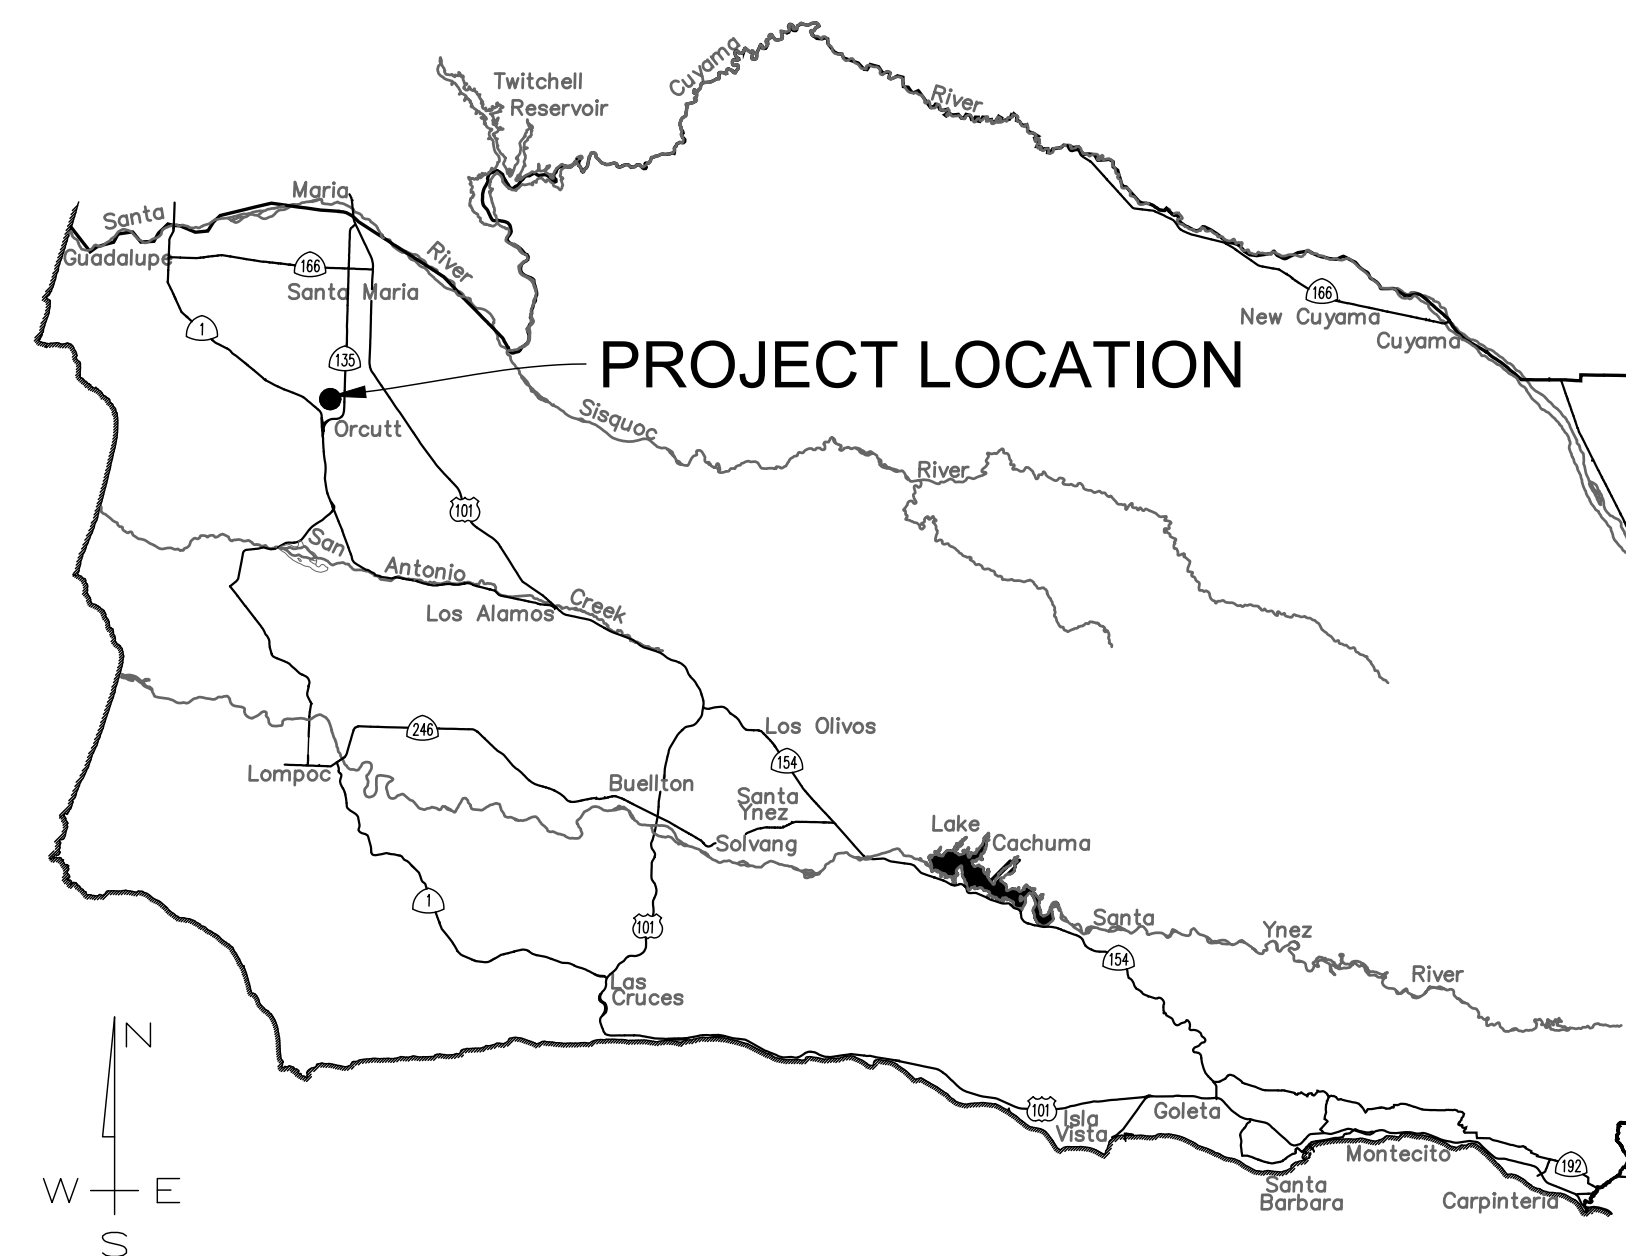 Twitchell
Reservoir
Cuyama
River
Santa
Maria
River
Guadalupe
166
Santa Maria
1
135
PROJECT LOCATION
Orcutt
166
New Cuyama
Cuyama
Sisquoc
River
101
San
Antonio
Creek
Los Alamos
246
Lompoc
Los Olivos
154
Buellton
Santa
Ynez
Solvang
Lake
Cachuma
1
101
Las
Cruces
Santa
Ynez
River
154
101
Isla
Vista
Goleta
Santa
Barbara
Montecito
192
Carpinteria
N
W
E
S